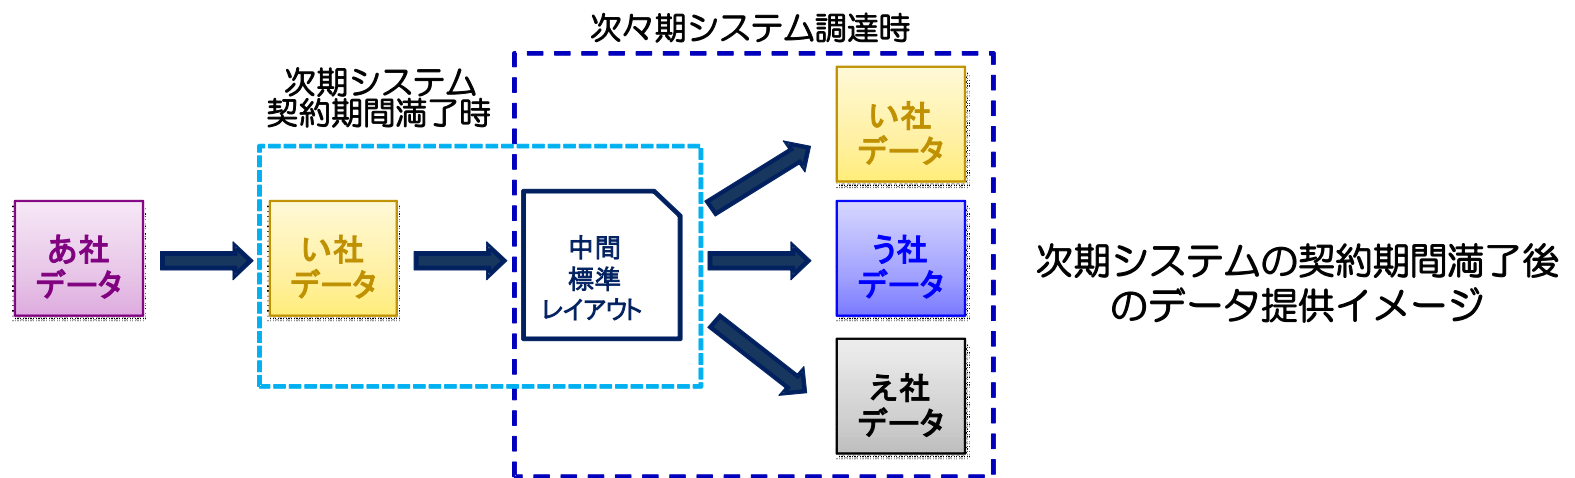 次々期システム調達時
次期システム
契約期間満了時
あ社
データ
い社
データ
中間
標準
レイアウト
い社
データ
う社
データ
え社
データ
次期システムの契約期間満了後
のデータ提供イメージ